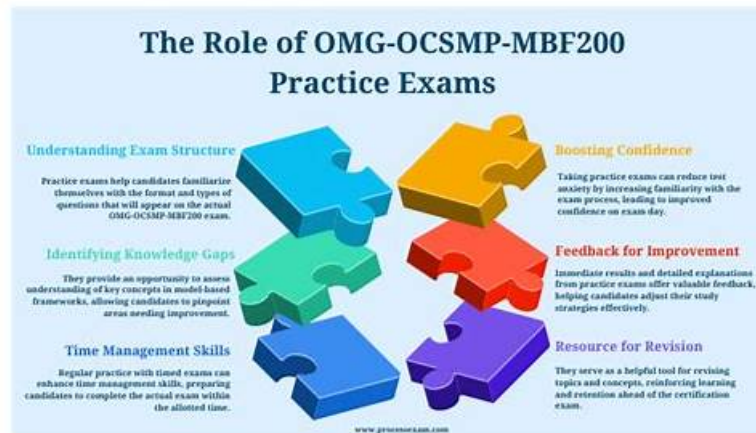 The Role of OMG-OCSMP-MBF200
Practice Exams
Understanding Exam Structure
Practice exams help candidates familiarize
themselves with the format and types of
questions that will appear on the actual
OMG-OCSMP-MBF200 exam.
Identifying Knowledge Gaps
They provide an opportunity to assess
understanding of key concepts in model-based
frameworks, allowing candidates to pinpoint
areas needing improvement.
Time Management Skills
Regular practice with timed exams can
enhance time management skills, preparing
candidates to complete the actual exam within
the allotted time.
Boosting Confidence
Taking practice exams can reduce test
anxiety by increasing familiarity with the
exam process, leading to improved
confidence on exam day.
Feedback for Improvement
Immediate results and detailed explanations
from practice exams offer valuable feedback,
helping candidates adjust their study
strategies effectively.
Resource for Revision
They serve as a helpful tool for revising
topics and concepts, reinforcing learning
and retention ahead of the certification
exam.
www.processexam.com